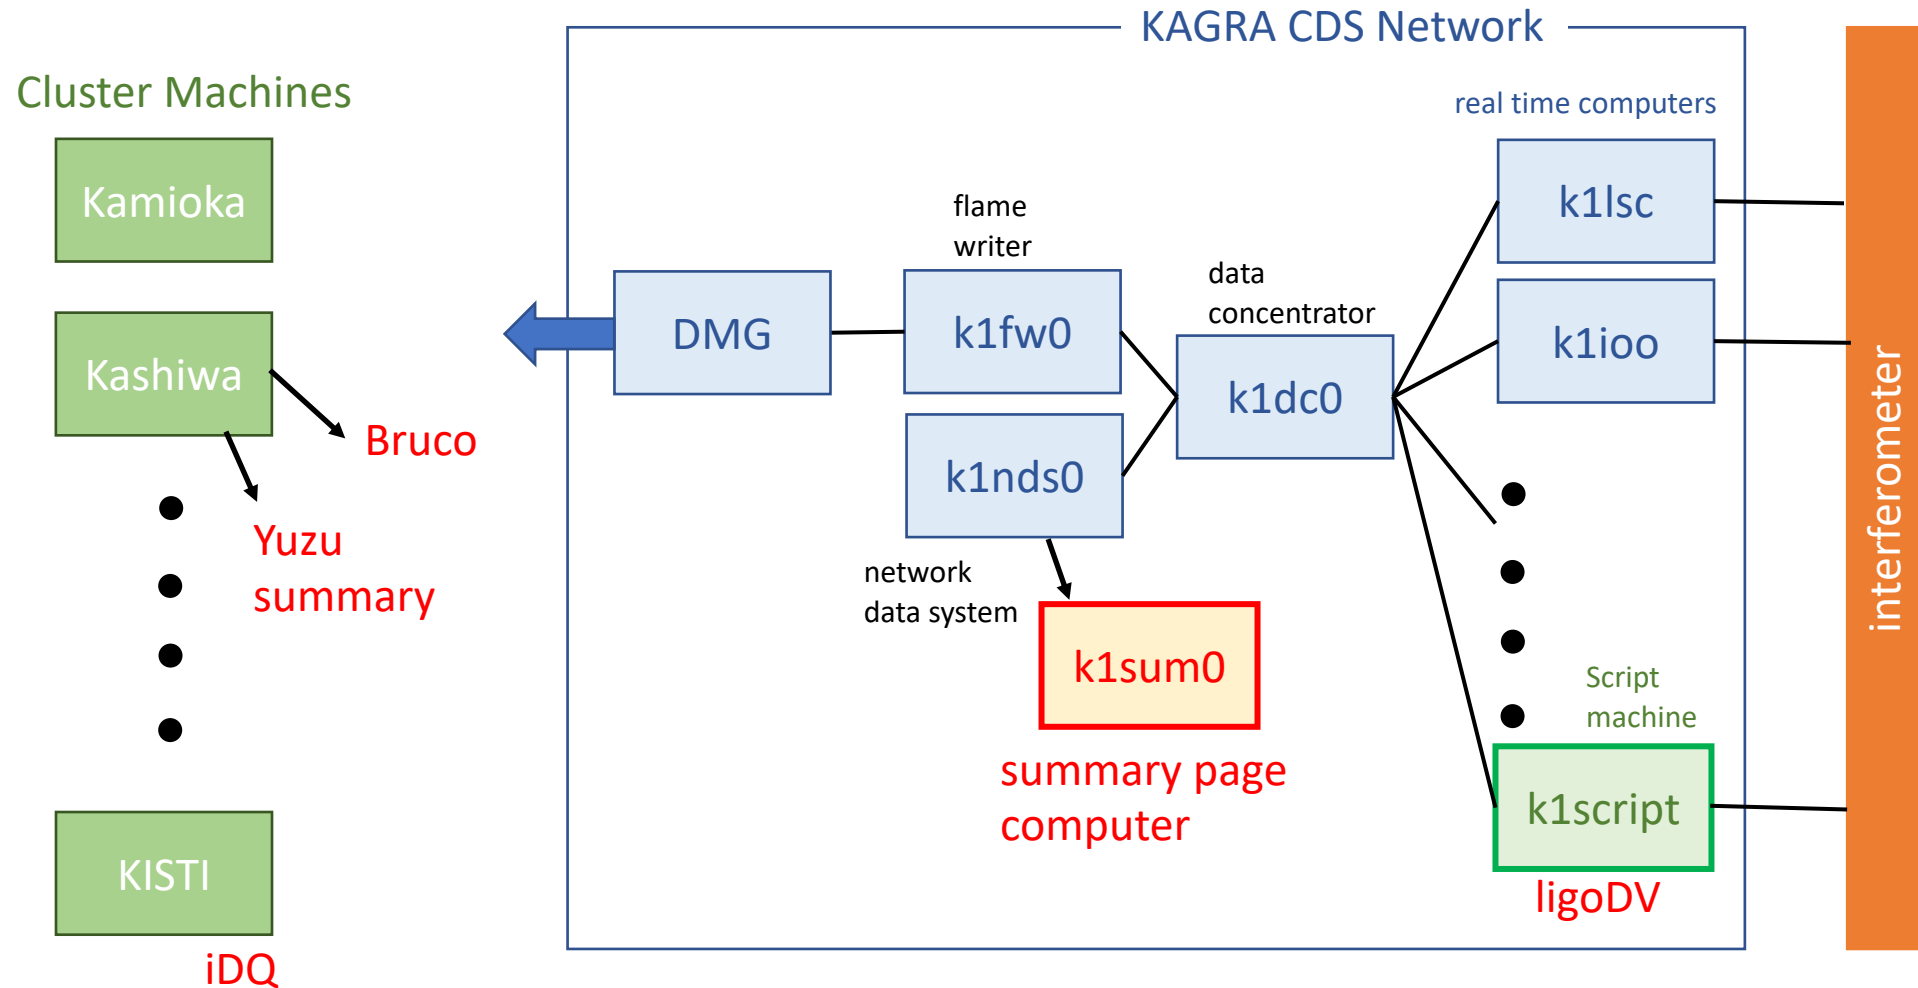 KAGRA CDS Network
Cluster Machines
Kamioka
Kashiwa
Bruco
Yuzu
summary
KISTI
iDQ
DMG
flame
writer
k1fw0
k1nds0
network
data system
k1sum0
summary page
computer
data
concentrator
k1dc0
real time computers
k1lsc
k1ioo
Script
machine
k1script
ligoDV
interferometer